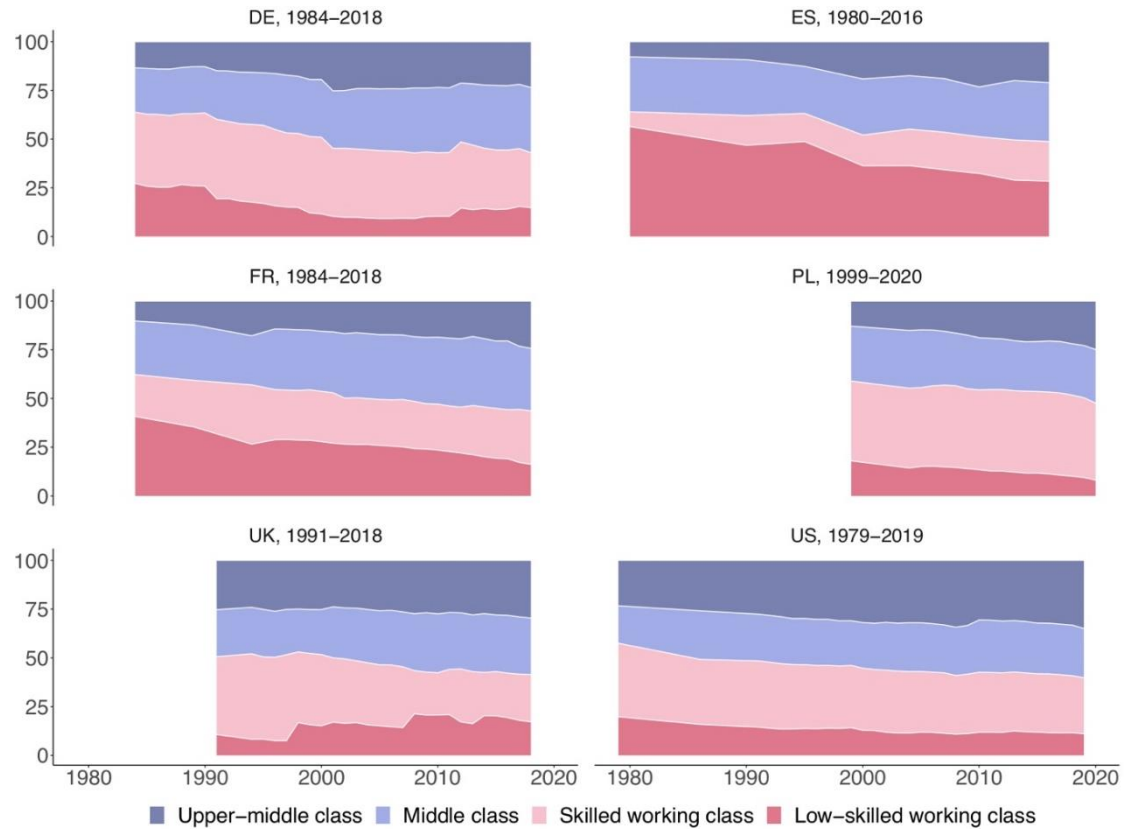 DE, 1984–2018
ES, 1980–2016
100
75
50
25
0
FR, 1984–2018
PL, 1999–2020
100
75
50
25
0
UK, 1991–2018
US, 1979–2019
100
75
50
25
0
1980 1990 2000 2010 2020 1980 1990 2000 2010 2020
Upper−middle class Middle class Skilled working class Low−skilled working class